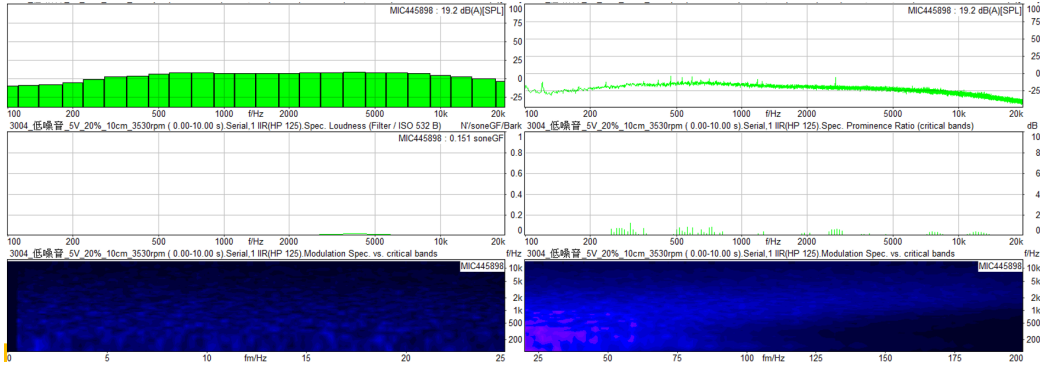 MIC445898 : 19.2 dB(A)[SPL]
100
75
50
25
0
-25
100 200 500 1000 f/Hz 2000 5000 10k 20k
MIC445898 : 19.2 dB(A)[SPL]
100
75
50
25
0
-25
100 200 500 1000 f/Hz 2000 5000 10k 20k
3004_低噪音_5V_20%_10cm_3530rpm ( 0.00-10.00 s).Serial,1 IIR(HP 125).Spec. Loudness (Filter / ISO 532 B) N'/soneGF/Bark
MIC445898 : 0.151 soneGF
1
0.8
0.6
0.4
0.2
0
100 200 500 1000 f/Hz 2000 5000 10k 20k
3004_低噪音_5V_20%_10cm_3530rpm ( 0.00-10.00 s).Serial,1 IIR(HP 125).Spec. Prominence Ratio (critical bands) dB
10
8
6
4
2
0
100 200 500 1000 f/Hz 2000 5000 10k 20k
3004_低噪音_5V_20%_10cm_3530rpm ( 0.00-10.00 s).Serial,1 IIR(HP 125).Modulation Spec. vs. critical bands f/Hz
MIC445898
10k
5k
2k
1k
500
200
0 5 10 fm/Hz 15 20 25
3004_低噪音_5V_20%_10cm_3530rpm ( 0.00-10.00 s).Serial,1 IIR(HP 125).Modulation Spec. vs. critical bands f/Hz
MIC445898
10k
5k
2k
1k
500
200
25 50 75 100 fm/Hz 125 150 175 200